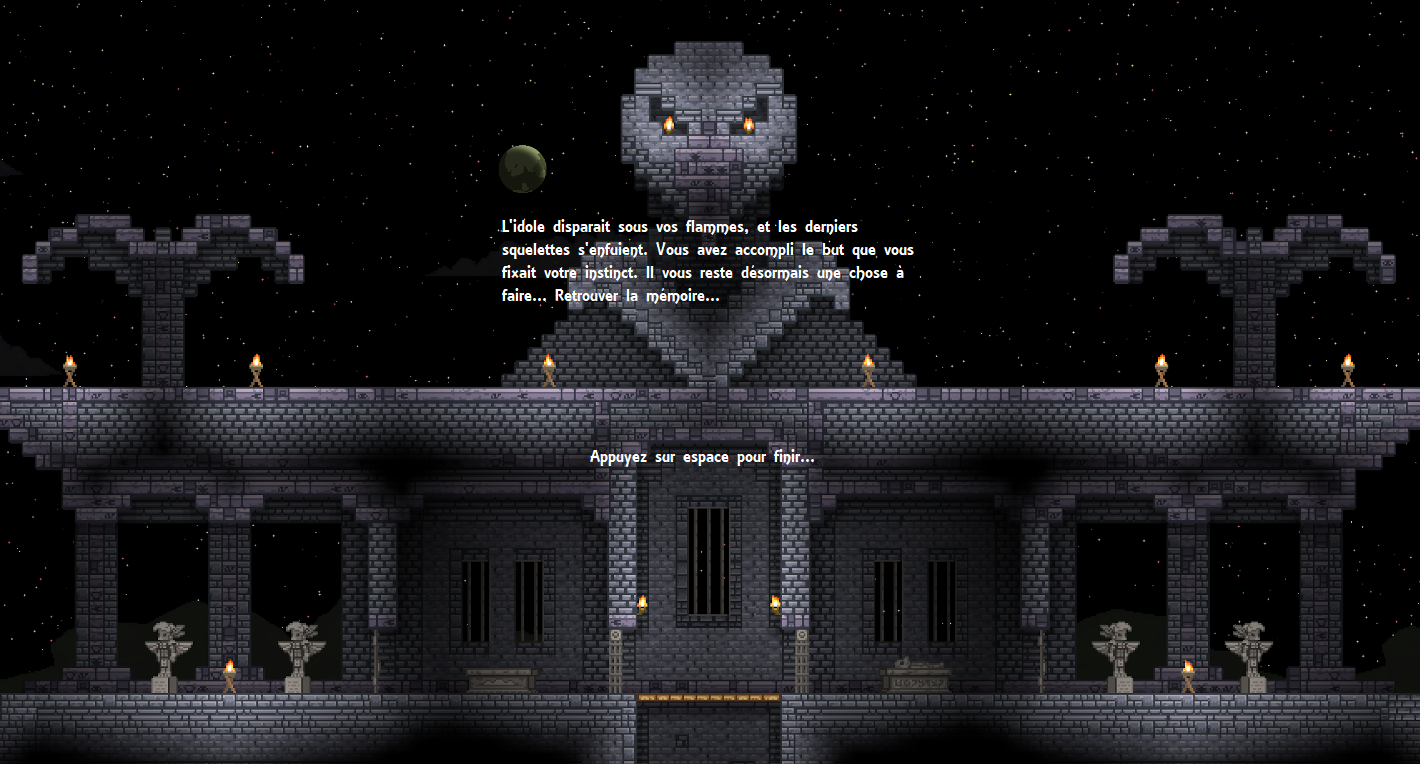 L'idole disparait sous vos flammes, et les derniers
squelettes s'enfuient. Vous avez accompli le but que vous
fixait votre instinct. Il vous reste désormais une chose à
faire... Retrouver la mémoire...
Appuyez sur espace pour finir...